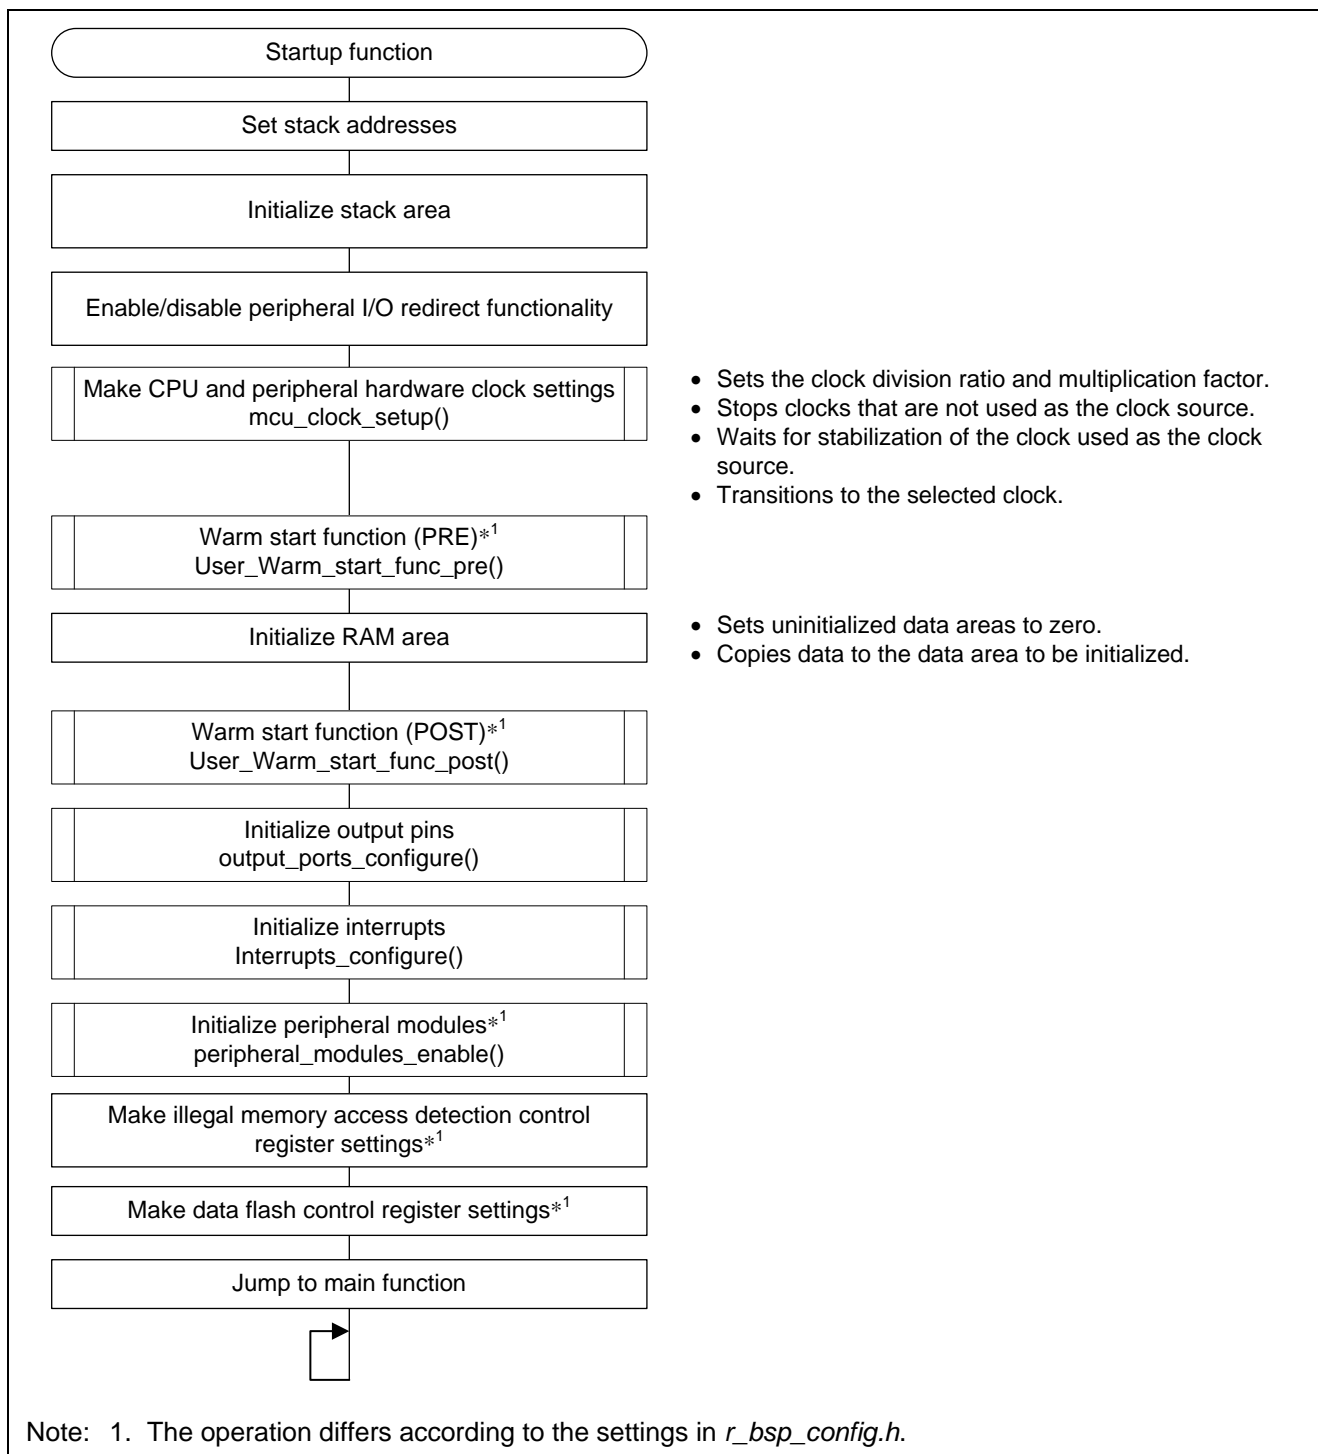 Startup function
Set stack addresses
Initialize stack area
Enable/disable peripheral I/O redirect functionality
Make CPU and peripheral hardware clock settings
mcu_clock_setup()
• Sets the clock division ratio and multiplication factor.
• Stops clocks that are not used as the clock source.
• Waits for stabilization of the clock used as the clock
source.
• Transitions to the selected clock.
Warm start function (PRE)*1
User_Warm_start_func_pre()
Initialize RAM area
• Sets uninitialized data areas to zero.
• Copies data to the data area to be initialized.
Warm start function (POST)*1
User_Warm_start_func_post()
Initialize output pins
output_ports_configure()
Initialize interrupts
Interrupts_configure()
Initialize peripheral modules*1
peripheral_modules_enable()
Make illegal memory access detection control
register settings*1
Make data flash control register settings*1
Jump to main function
Note: 1. The operation differs according to the settings in r_bsp_config.h.